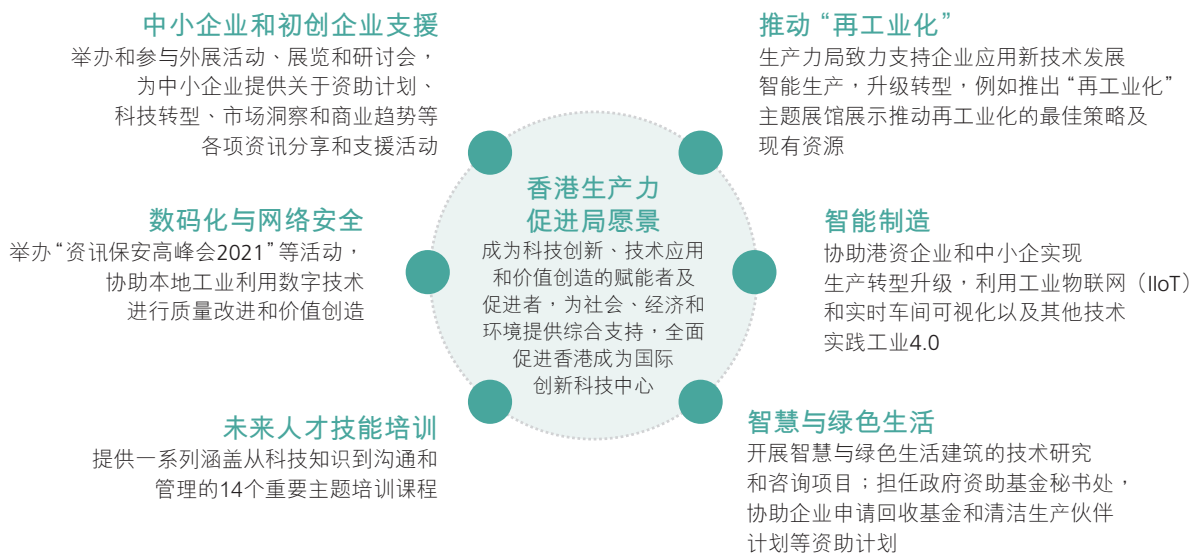 中小企业和初创企业支援
举办和参与外展活动、展览和研讨会，
为中小企业提供关于资助计划、
科技转型、市场洞察和商业趋势等
各项资讯分享和支援活动
推动“再工业化”
生产力局致力支持企业应用新技术发展
智能生产，升级转型，例如推出“再工业化”
主题展馆展示推动再工业化的最佳策略及
现有资源
数码化与网络安全
举办“资讯保安高峰会2021”等活动，
协助本地工业利用数字技术
进行质量改进和价值创造
香港生产力
促进局愿景
成为科技创新、技术应用
和价值创造的赋能者及
促进者，为社会、经济和
环境提供综合支持，全面
促进香港成为国际
创新科技中心
智能制造
协助港资企业和中小企实现
生产转型升级，利用工业物联网（IIoT）
和实时车间可视化以及其他技术
实践工业4.0
未来人才技能培训
提供一系列涵盖从科技知识到沟通和
管理的14个重要主题培训课程
智慧与绿色生活
开展智慧与绿色生活建筑的技术研究
和咨询项目；担任政府资助基金秘书处，
协助企业申请回收基金和清洁生产伙伴
计划等资助计划